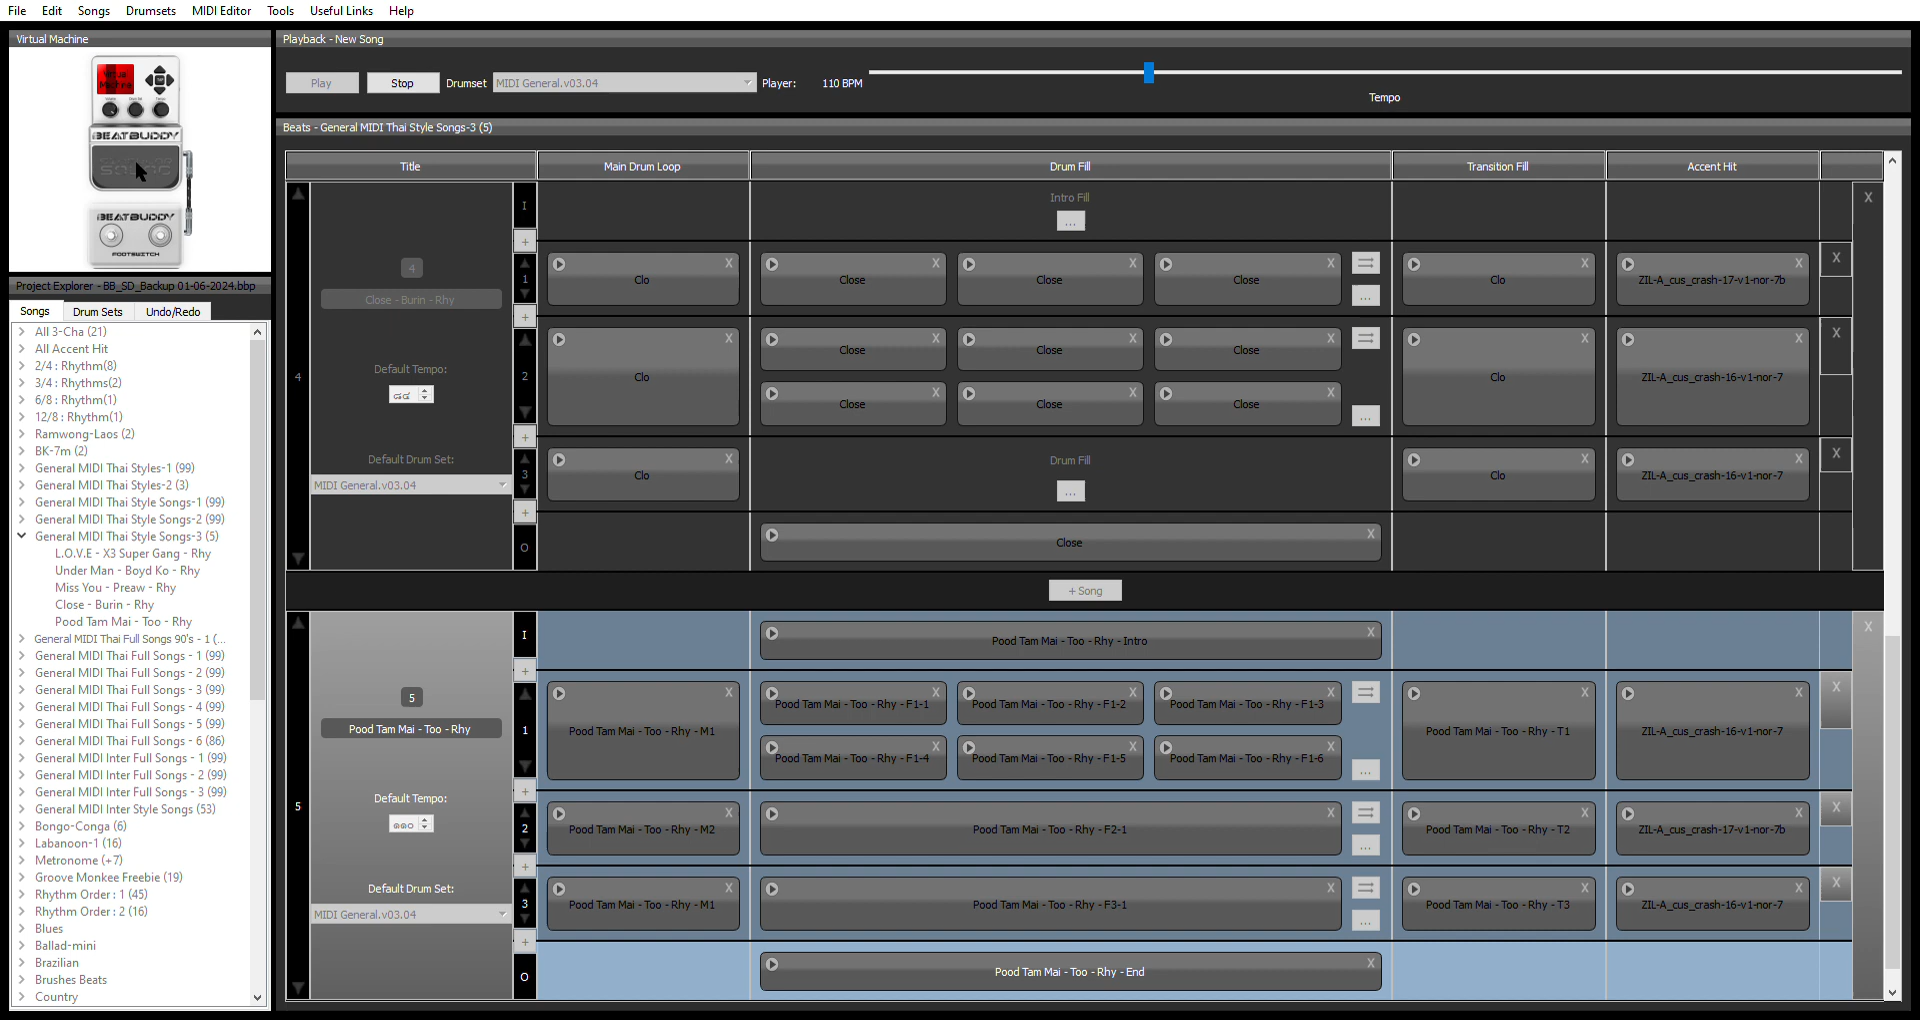 File Edit Songs Drumsets MIDI Editor Tools Useful Links Help
Virtual Machine
BEATBUDDY
BEATBUDDY
FOOTSWITCH
Project Explorer - BB_SD_Backup 01-06-2024.bbp
Songs Drum Sets Undo/Redo
All 3-Cha (21)
All Accent Hit
2/4 : Rhythm(8)
3/4 : Rhythms(2)
6/8 : Rhythm(1)
12/8 : Rhythm(1)
Ramwong-Laos (2)
BK-7m (2)
General MIDI Thai Styles-1 (99)
General MIDI Thai Styles-2 (3)
General MIDI Thai Style Songs-1 (99)
General MIDI Thai Style Songs-2 (99)
General MIDI Thai Style Songs-3 (5)
L.O.V.E - X3 Super Gang - Rhy
Under Man - Boyd Ko - Rhy
Miss You - Preaw - Rhy
Close - Burin - Rhy
Pood Tam Mai - Too - Rhy
General MIDI Thai Full Songs 90's - 1 (...
General MIDI Thai Full Songs - 1 (99)
General MIDI Thai Full Songs - 2 (99)
General MIDI Thai Full Songs - 3 (99)
General MIDI Thai Full Songs - 4 (99)
General MIDI Thai Full Songs - 5 (99)
General MIDI Thai Full Songs - 6 (86)
General MIDI Inter Full Songs - 1 (99)
General MIDI Inter Full Songs - 2 (99)
General MIDI Inter Full Songs - 3 (99)
General MIDI Inter Style Songs (53)
Bongo-Conga (6)
Labanoon-1 (16)
Metronome (+7)
Groove Monkee Freebie (19)
Rhythm Order : 1 (45)
Rhythm Order : 2 (16)
Blues
Ballad-mini
Brazilian
Brushes Beats
Country
Playback - New Song
Play Stop Drumset MIDI General.v03.04 Player: 110 BPM
Tempo
Beats - General MIDI Thai Style Songs-3 (5)
Title Main Drum Loop Drum Fill Transition Fill Accent Hit
4
4
Close - Burin - Rhy
Default Tempo:
๘๘
Default Drum Set:
MIDI General.v03.04
I Intro Fill X
...
+
1 Clo X Close X Close X Close X ... Clo X ZIL-A_cus_crash-17-v1-nor-7b X X
+
2 Clo X Close X Close X Close X Clo X ZIL-A_cus_crash-16-v1-nor-7 X X
Close X Close X Close X ...
+
3 Clo X Drum Fill ... Clo X ZIL-A_cus_crash-16-v1-nor-7 X X
+
O Close X
+ Song
5
5
Pood Tam Mai - Too - Rhy
Default Tempo:
๑๑๐
Default Drum Set:
MIDI General.v03.04
I Pood Tam Mai - Too - Rhy - Intro X X
+
1 Pood Tam Mai - Too - Rhy - M1 X Pood Tam Mai - Too - Rhy - F1-1 X Pood Tam Mai - Too - Rhy - F1-2 X Pood Tam Mai - Too - Rhy - F1-3 X Pood Tam Mai - Too - Rhy - T1 X ZIL-A_cus_crash-16-v1-nor-7 X X
Pood Tam Mai - Too - Rhy - F1-4 X Pood Tam Mai - Too - Rhy - F1-5 X Pood Tam Mai - Too - Rhy - F1-6 X ...
+
2 Pood Tam Mai - Too - Rhy - M2 X Pood Tam Mai - Too - Rhy - F2-1 X ... Pood Tam Mai - Too - Rhy - T2 X ZIL-A_cus_crash-17-v1-nor-7b X X
+
3 Pood Tam Mai - Too - Rhy - M1 X Pood Tam Mai - Too - Rhy - F3-1 X ... Pood Tam Mai - Too - Rhy - T3 X ZIL-A_cus_crash-16-v1-nor-7 X X
+
O Pood Tam Mai - Too - Rhy - End X